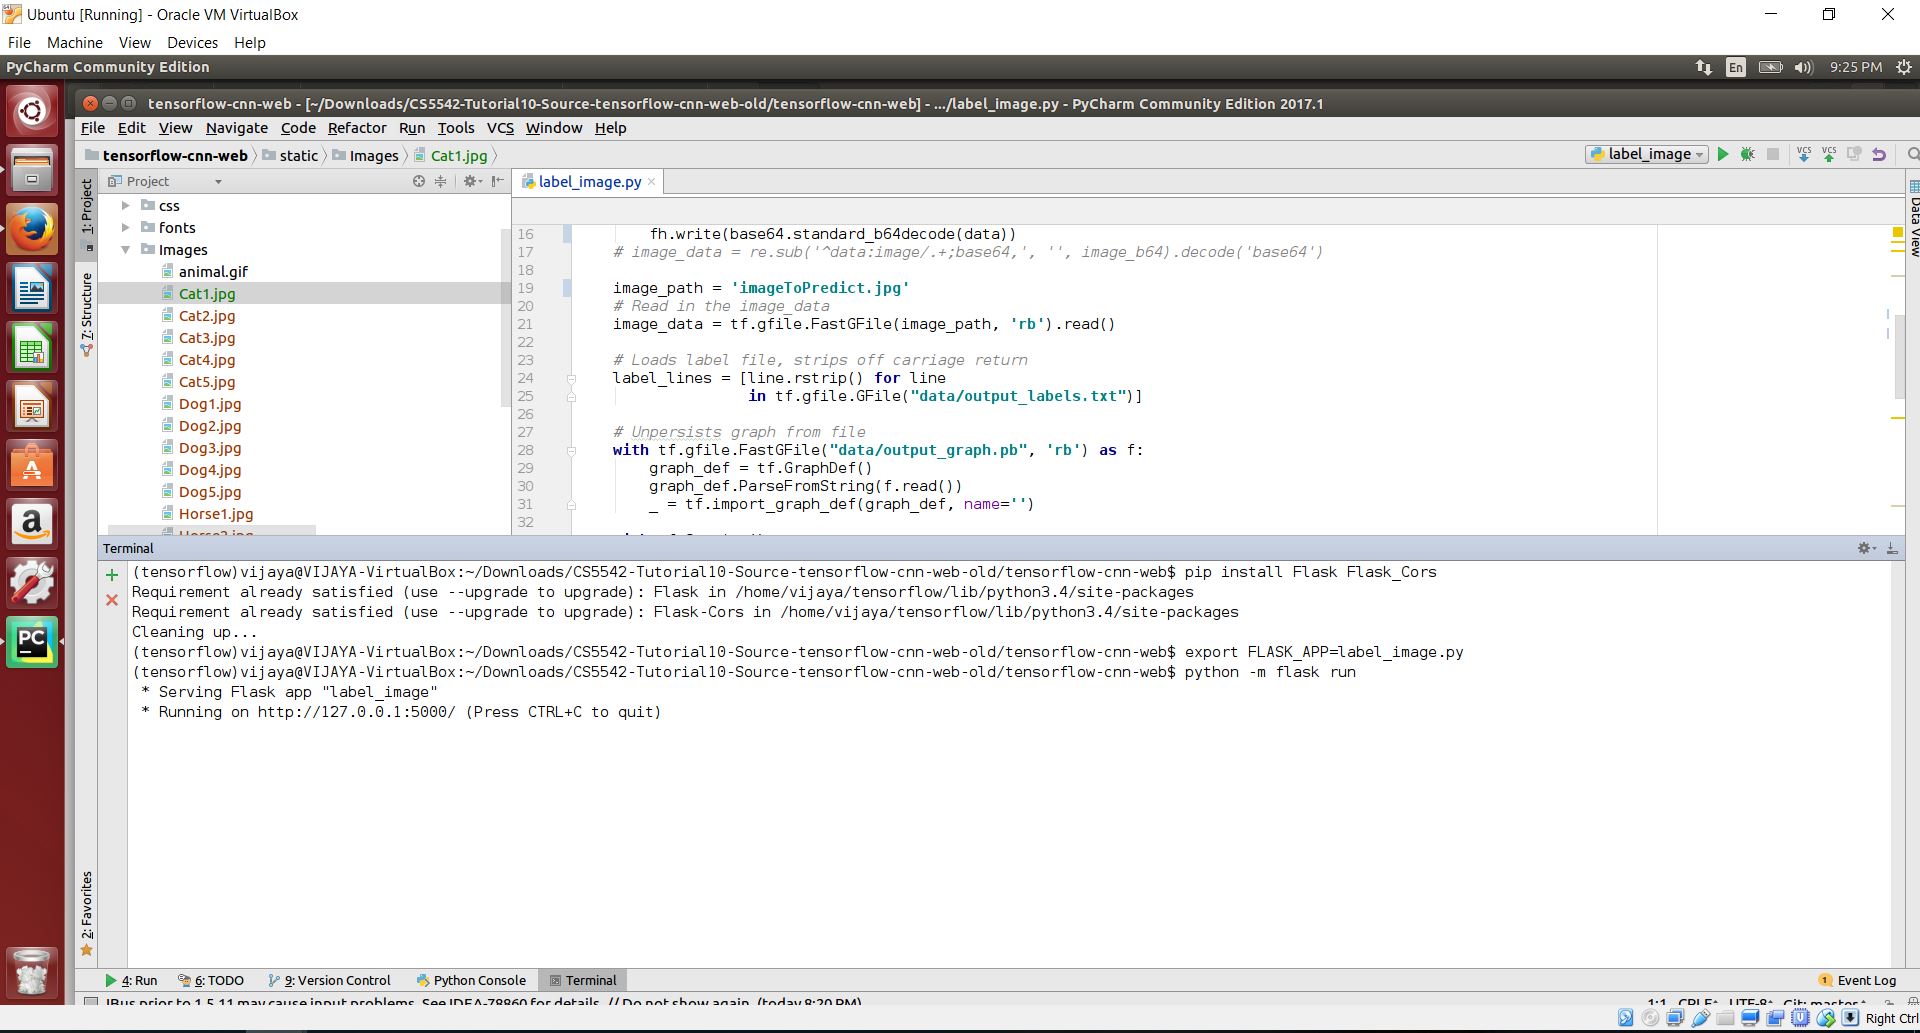 Ubuntu [Running] - Oracle VM VirtualBox
File Machine View Devices Help
PyCharm Community Edition
En
9:25 PM
tensorflow-cnn-web - [~/Downloads/CS5542-Tutorial10-Source-tensorflow-cnn-web-old/tensorflow-cnn-web] - .../label_image.py - PyCharm Community Edition 2017.1
File Edit View Navigate Code Refactor Run Tools VCS Window Help
tensorflow-cnn-web static Images Cat1.jpg
label_image
VCS VCS
1: Project
7: Structure
2: Favorites
Project
css
fonts
Images
animal.gif
Cat1.jpg
Cat2.jpg
Cat3.jpg
Cat4.jpg
Cat5.jpg
Dog1.jpg
Dog2.jpg
Dog3.jpg
Dog4.jpg
Dog5.jpg
Horse1.jpg
Horse2.jpg
label_image.py
16 fh.write(base64.standard_b64decode(data))
17 # image_data = re.sub('^data:image/.+;base64,', '', image_b64).decode('base64')
18
19 image_path = 'imageToPredict.jpg'
20 # Read in the image_data
21 image_data = tf.gfile.FastGFile(image_path, 'rb').read()
22
23 # Loads label file, strips off carriage return
24 label_lines = [line.rstrip() for line
25 in tf.gfile.GFile("data/output_labels.txt")]
26
27 # Unpersists graph from file
28 with tf.gfile.FastGFile("data/output_graph.pb", 'rb') as f:
29 graph_def = tf.GraphDef()
30 graph_def.ParseFromString(f.read())
31 _ = tf.import_graph_def(graph_def, name='')
32
Data View
Terminal
(tensorflow)vijaya@VIJAYA-VirtualBox:~/Downloads/CS5542-Tutorial10-Source-tensorflow-cnn-web-old/tensorflow-cnn-web$ pip install Flask Flask_Cors
Requirement already satisfied (use --upgrade to upgrade): Flask in /home/vijaya/tensorflow/lib/python3.4/site-packages
Requirement already satisfied (use --upgrade to upgrade): Flask-Cors in /home/vijaya/tensorflow/lib/python3.4/site-packages
Cleaning up...
(tensorflow)vijaya@VIJAYA-VirtualBox:~/Downloads/CS5542-Tutorial10-Source-tensorflow-cnn-web-old/tensorflow-cnn-web$ export FLASK_APP=label_image.py
(tensorflow)vijaya@VIJAYA-VirtualBox:~/Downloads/CS5542-Tutorial10-Source-tensorflow-cnn-web-old/tensorflow-cnn-web$ python -m flask run
* Serving Flask app "label_image"
* Running on http://127.0.0.1:5000/ (Press CTRL+C to quit)
PC
4: Run 6: TODO 9: Version Control Python Console Terminal
1 Event Log
IBus prior to 1.5.11 may cause input problems. See IDEA-78860 for details. // Do not show again (today 8:20 PM)
1:1 CRLF UTF-8 Git: master
Right Ctrl